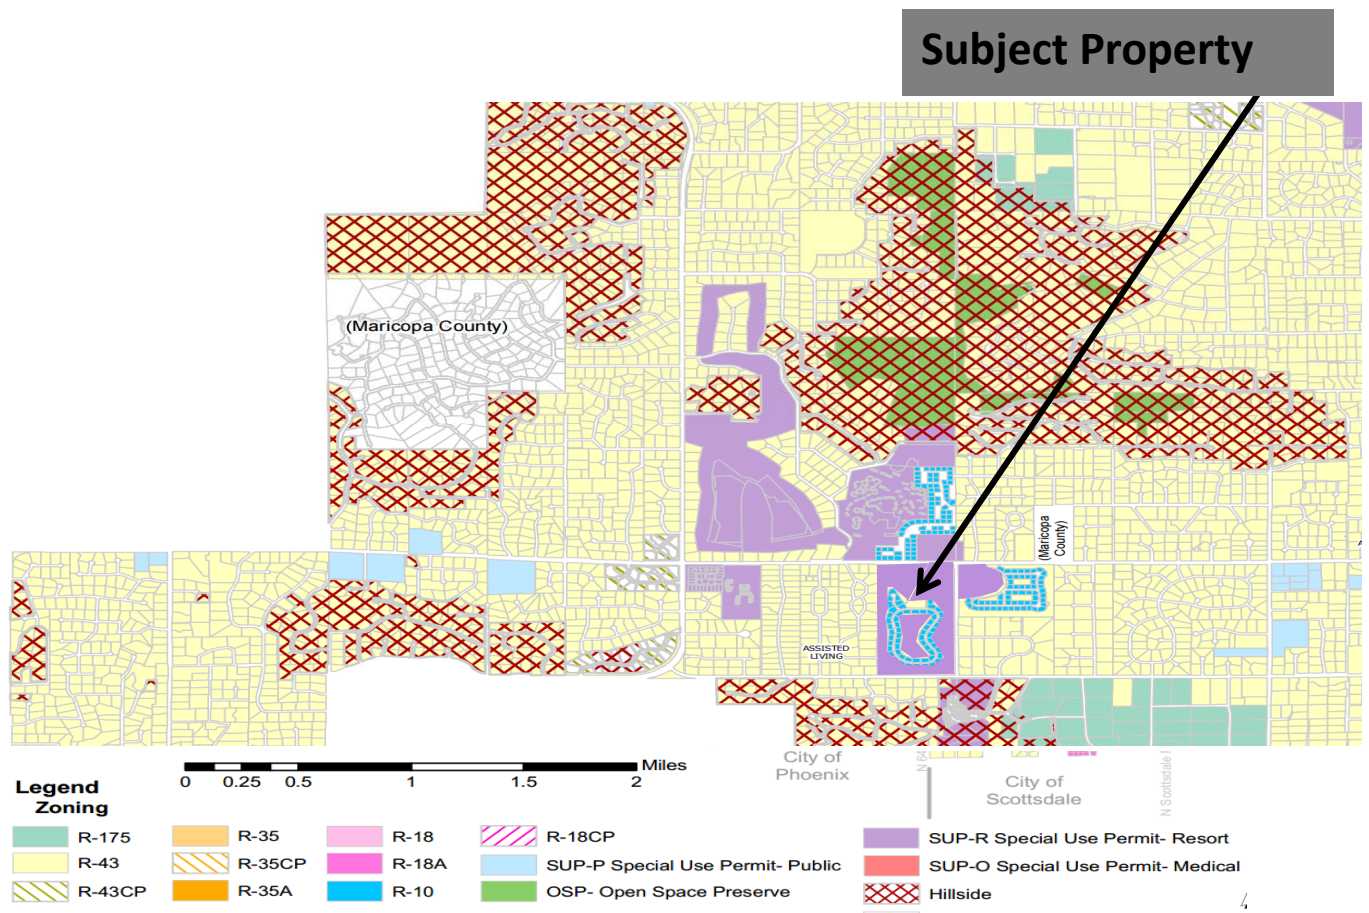 Subject Property
(Maricopa County)
(Maricopa
County)
ASSISTED
LIVING
City of
Phoenix
N 64
City of
Scottsdale
N Scottsdale
Miles
0 0.25 0.5 1 1.5 2
Legend
Zoning
R-175
R-43
R-43CP
R-35
R-35CP
R-35A
R-18
R-18A
R-10
R-18CP
SUP-P Special Use Permit- Public
OSP- Open Space Preserve
SUP-R Special Use Permit- Resort
SUP-O Special Use Permit- Medical
Hillside